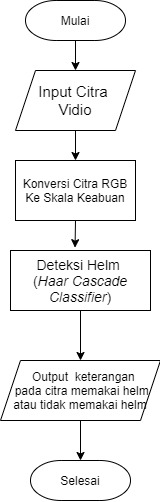 Mulai
Input Citra
Vidio
Konversi Citra RGB
Ke Skala Keabuan
Deteksi Helm
(Haar Cascade
Classifier)
Output keterangan
pada citra memakai helm
atau tidak memakai helm
Selesai